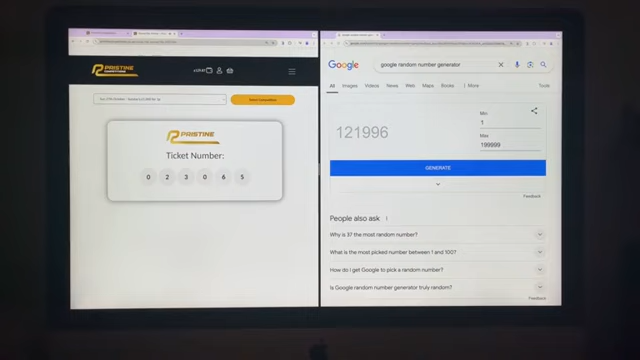 PRISTINE
COMPETITIONS
PRISTINE
Ticket Number:
0 2 3 0 6 5
Google
google random number generator
All Images Videos News Web Maps Books More Tools
121996
Min
1
Max
199999
GENERATE
Feedback
People also ask
Why is 37 the most random number?
What is the most picked number between 1 and 100?
How do I get Google to pick a random number?
Is Google random number generator truly random?
Feedback